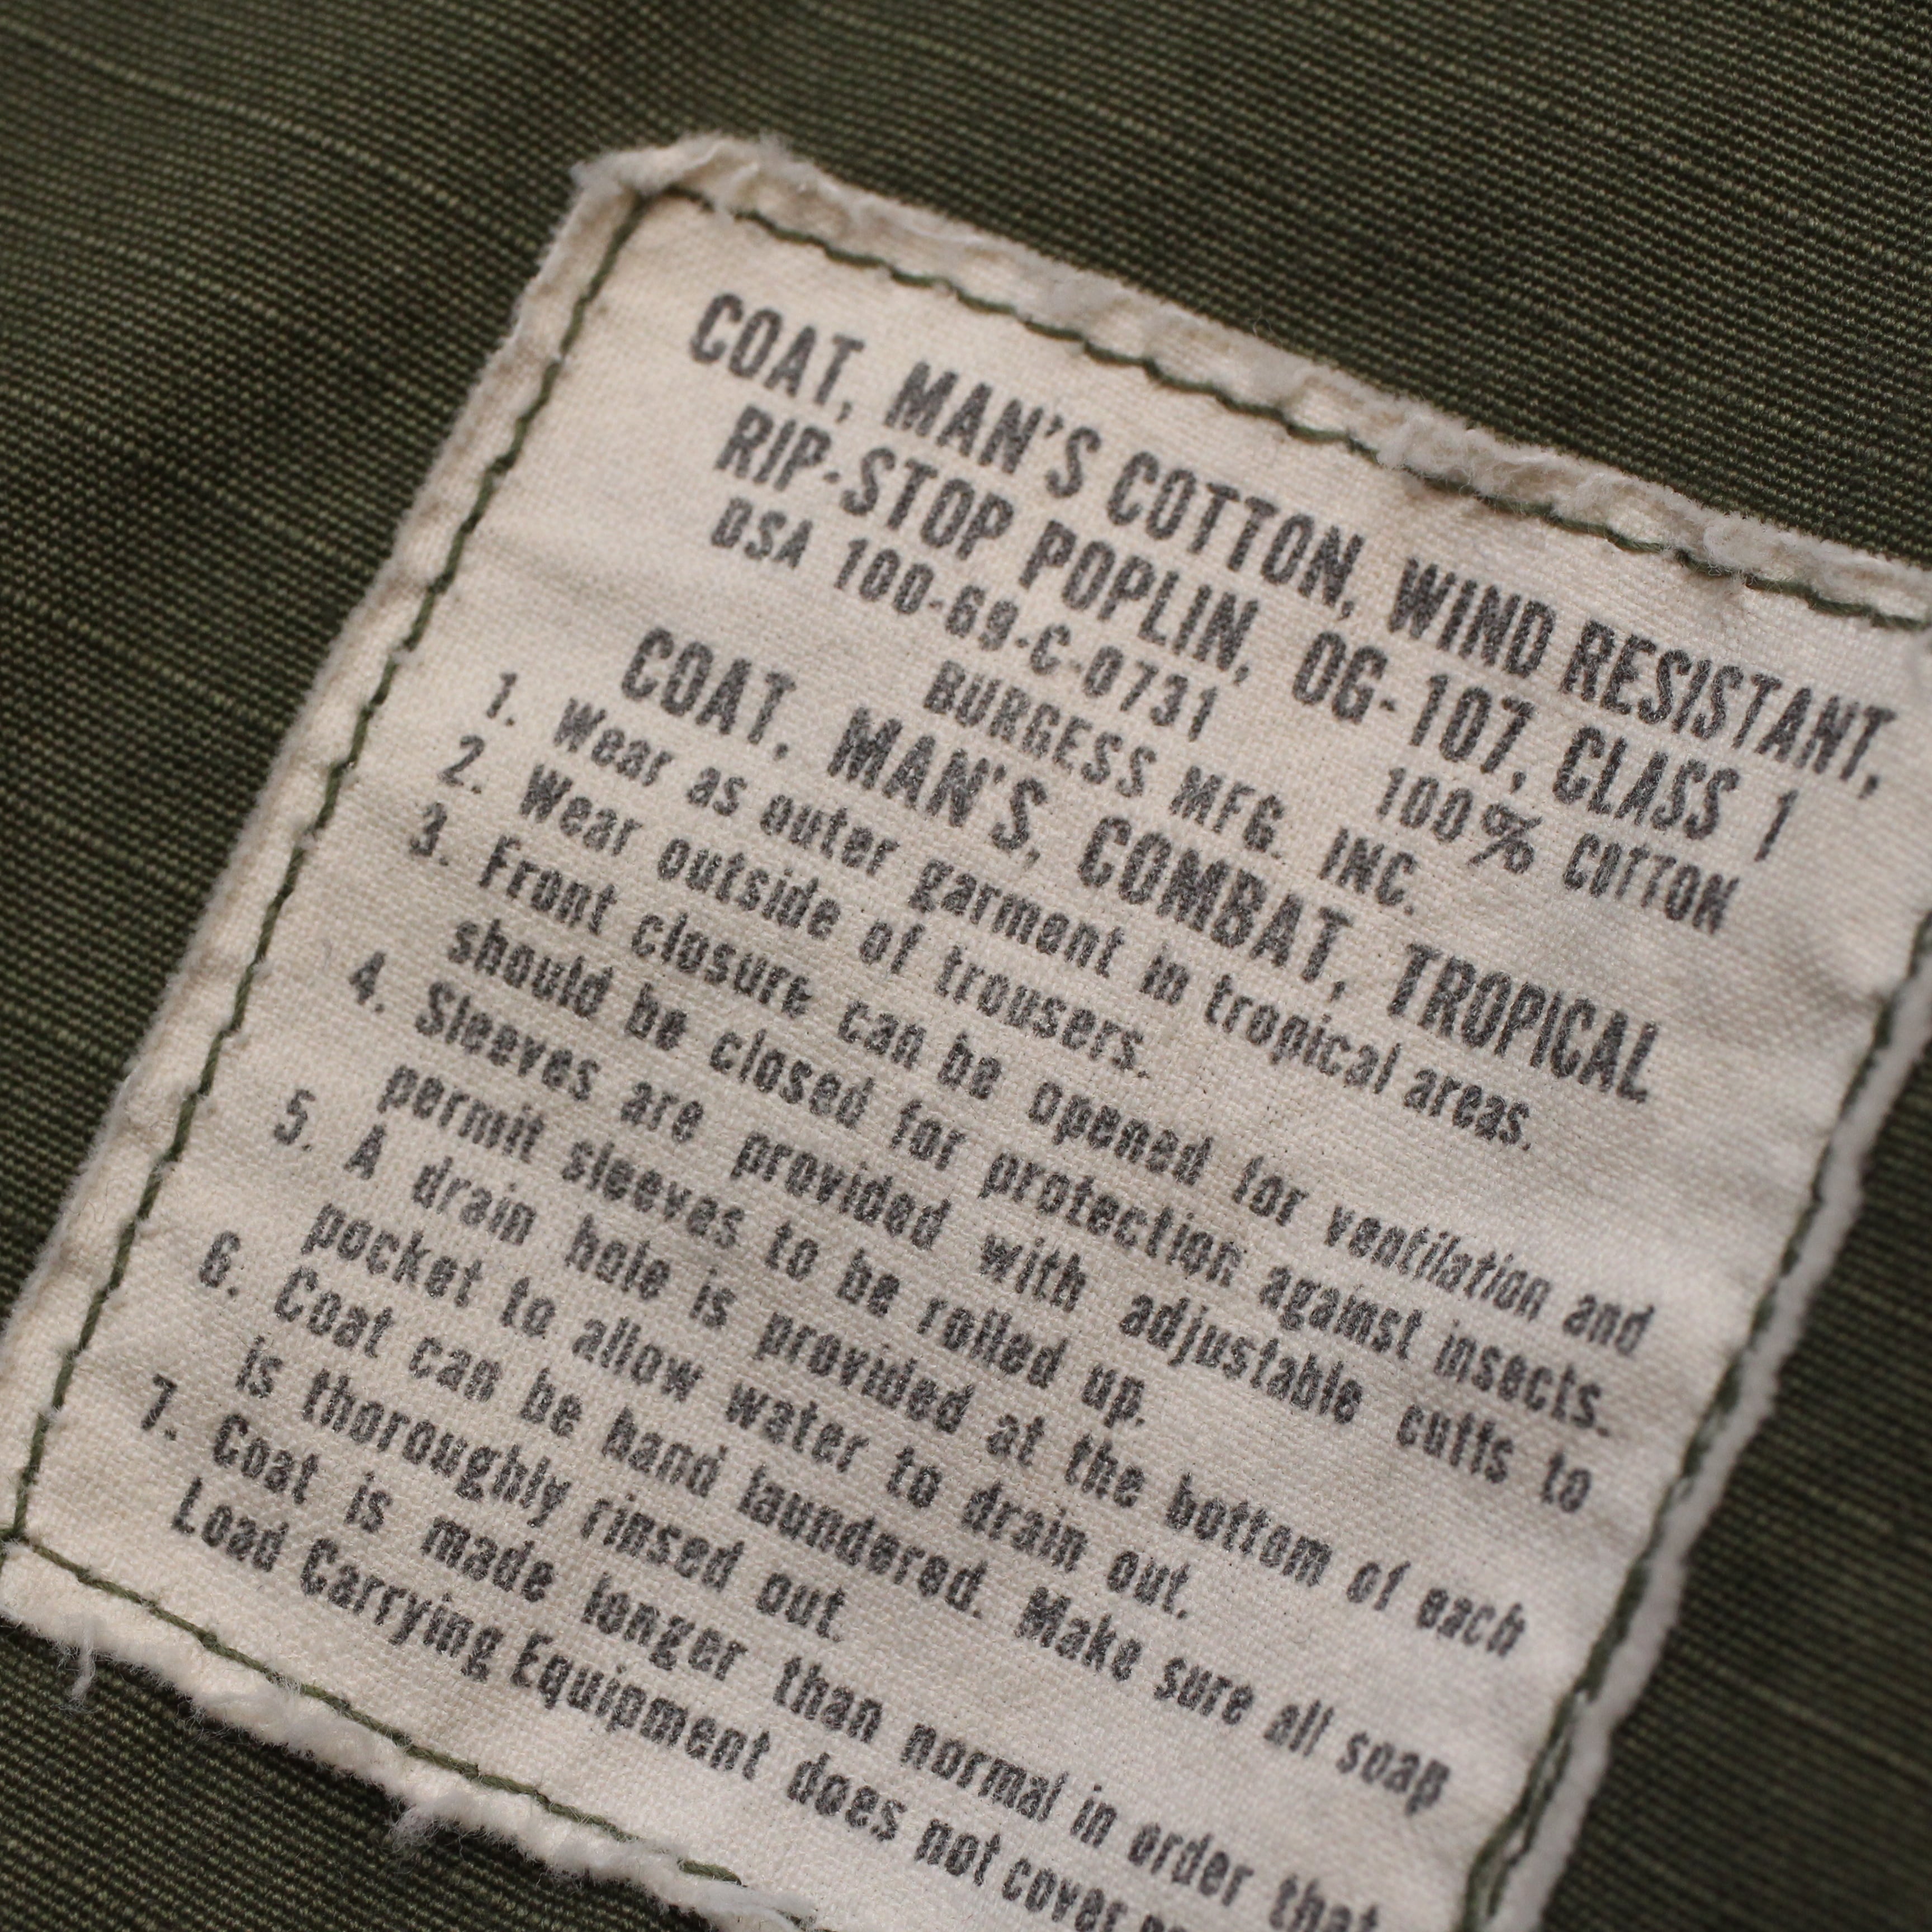 COAT, MAN'S COTTON, WIND RESISTANT,
RIP-STOP POPLIN, OG-107, CLASS 1
DSA 100-69-C-0731 100% COTTON
BURGESS MFG. INC.
COAT, MAN'S, COMBAT, TROPICAL
1. Wear as outer garment in tropical areas.
2. Wear outside of trousers.
3. Front closure can be opened for ventilation and
should be closed for protection against insects.
4. Sleeves are provided with adjustable cuffs to
permit sleeves to be rolled up.
5. A drain hole is provided at the bottom of each
pocket to allow water to drain out.
6. Coat can be hand laundered. Make sure all soap
is thoroughly rinsed out.
7. Coat is made longer than normal in order that
Load Carrying Equipment does not cover